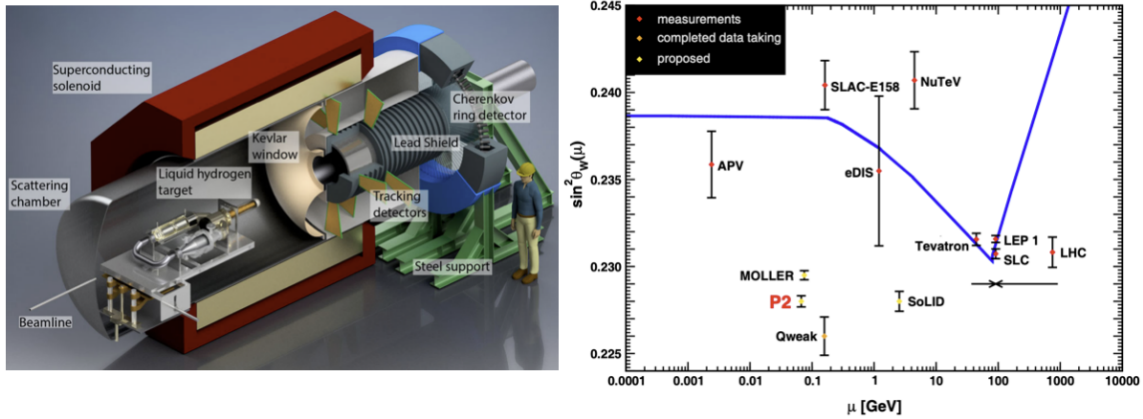 Superconducting
solenoid
Cherenkov
ring detector
Kevlar
window
Lead Shield
Liquid hydrogen
target
Scattering
chamber
Tracking
detectors
Steel support
Beamline
measurements
completed data taking
proposed
0.245
0.240
0.235
0.230
0.225
sin²θW(μ)
SLAC-E158
NuTeV
APV
eDIS
Tevatron
LEP 1
SLC
LHC
MOLLER
P2
SoLID
Qweak
0.0001 0.001 0.01 0.1 1 10 100 1000 10000
μ [GeV]